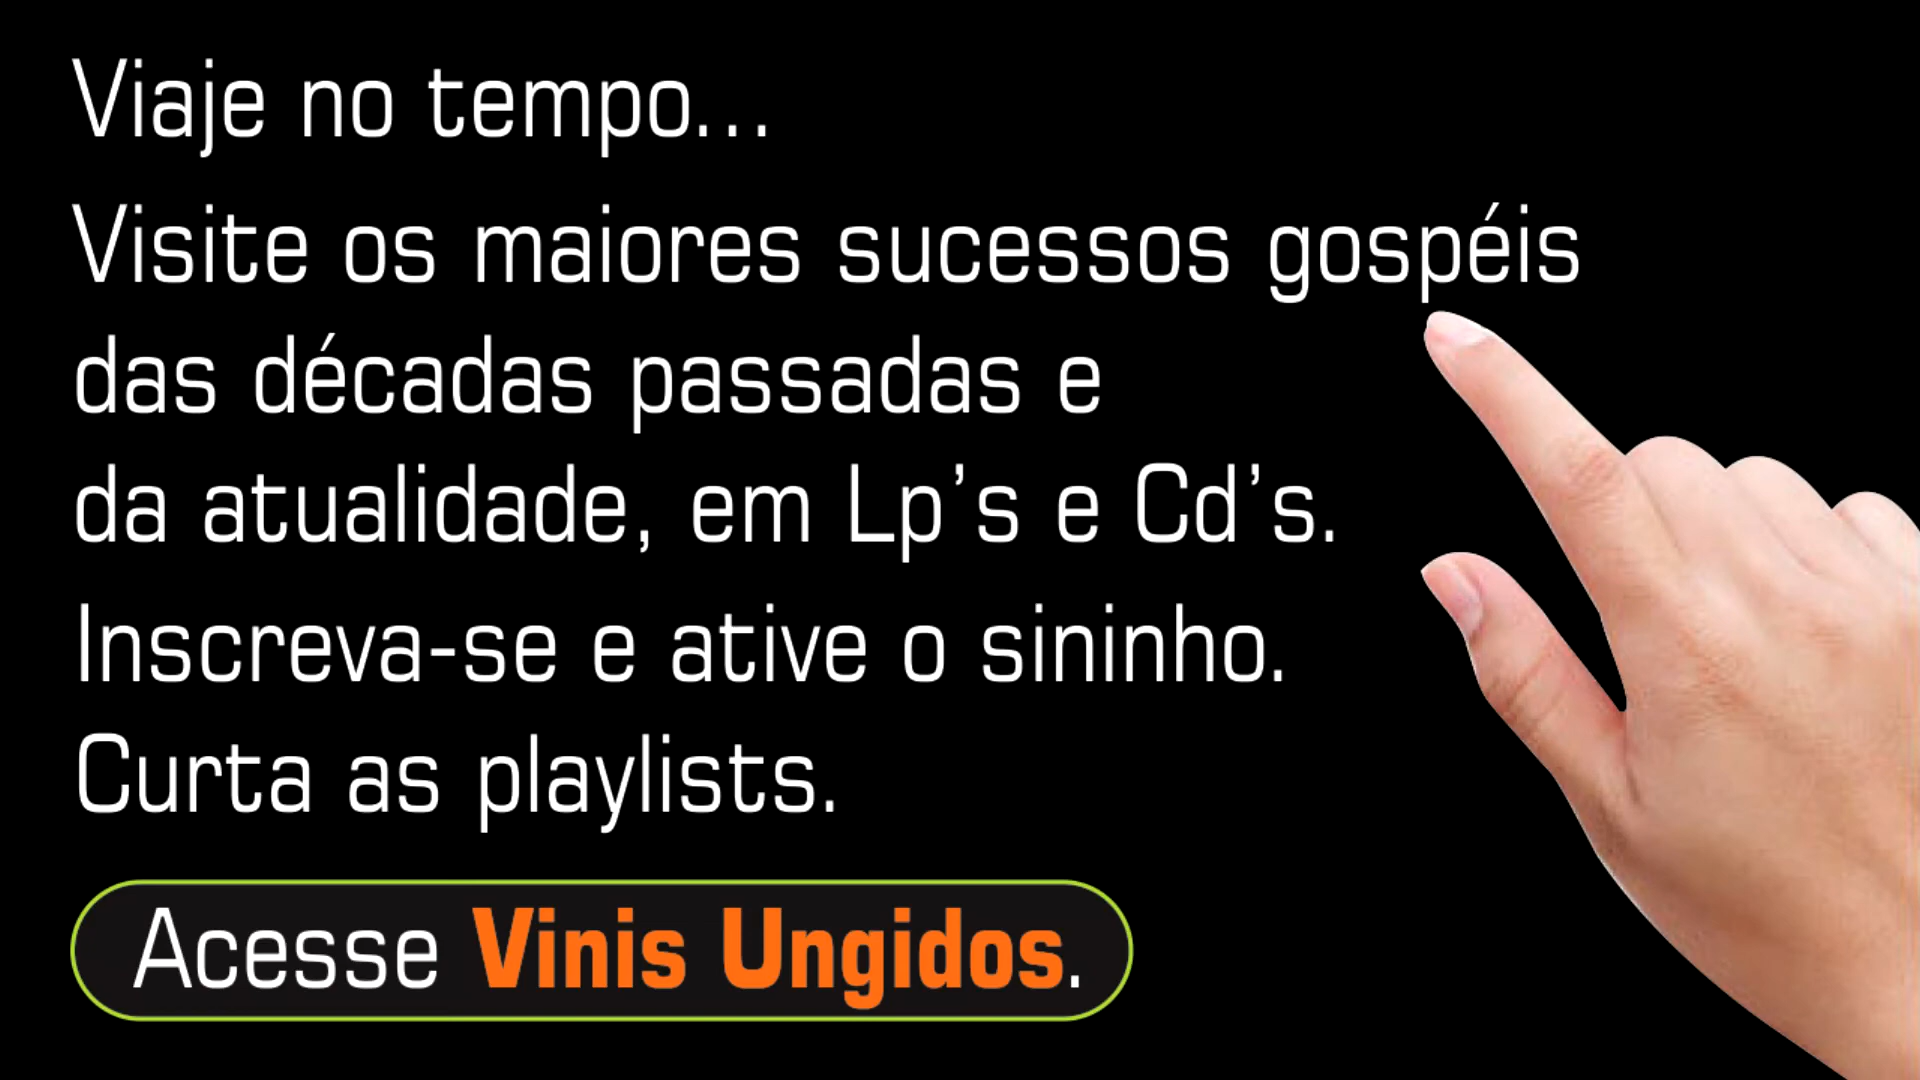 Viaje no tempo...
Visite os maiores sucessos gospéis
das décadas passadas e
da atualidade, em Lp’s e Cd’s.
Inscreva-se e ative o sininho.
Curta as playlists.
Acesse Vinis Ungidos.